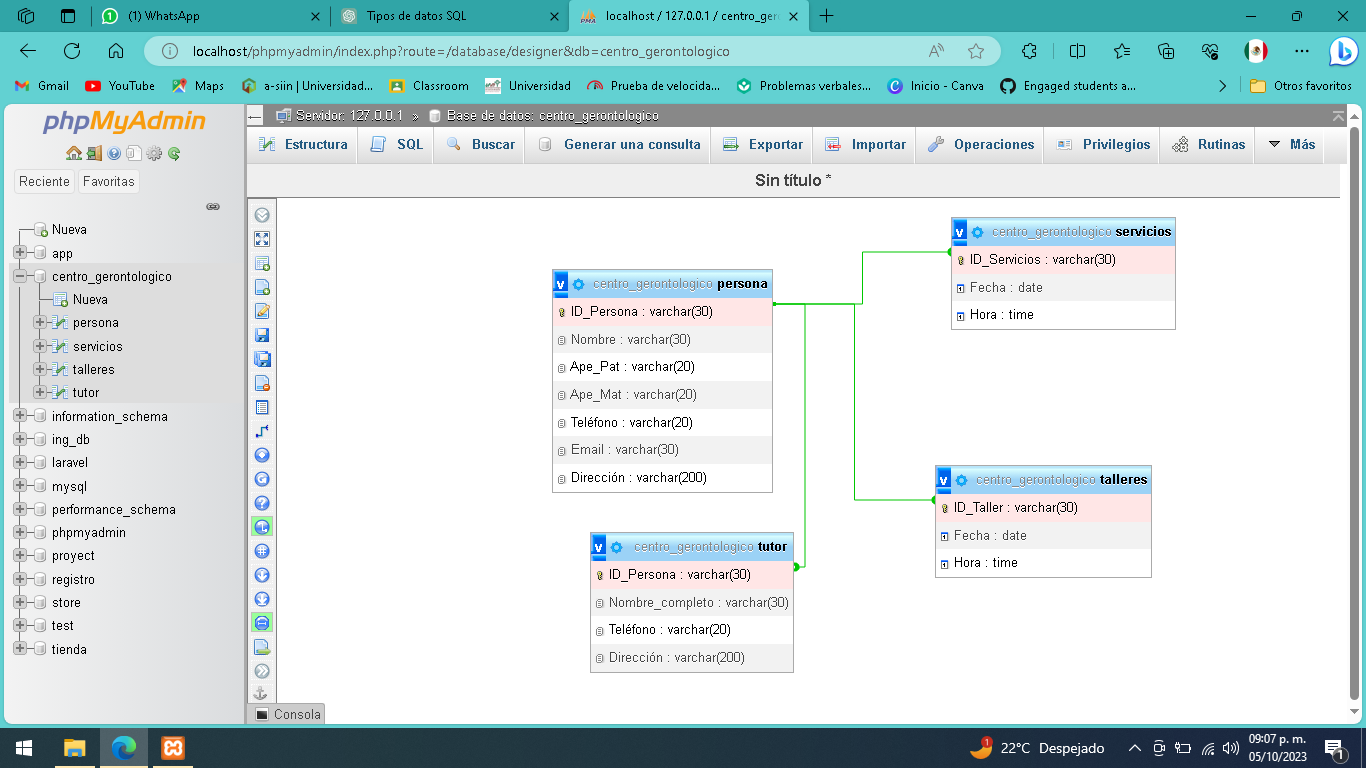 (1) WhatsApp
Tipos de datos SQL
localhost / 127.0.0.1 / centro_ger
localhost/phpmyadmin/index.php?route=/database/designer&db=centro_gerontologico
Gmail
YouTube
Maps
a-siin | Universidad...
Classroom
Universidad
Prueba de velocida...
Problemas verbales...
Inicio - Canva
Engaged students a...
Otros favoritos
phpMyAdmin
Reciente
Favoritas
Nueva
app
centro_gerontologico
Nueva
persona
servicios
talleres
tutor
information_schema
ing_db
laravel
mysql
performance_schema
phpmyadmin
proyect
registro
store
test
tienda
Servidor: 127.0.0.1 » Base de datos: centro_gerontologico
Estructura
SQL
Buscar
Generar una consulta
Exportar
Importar
Operaciones
Privilegios
Rutinas
Más
Sin título *
v centro_gerontologico persona
ID_Persona : varchar(30)
Nombre : varchar(30)
Ape_Pat : varchar(20)
Ape_Mat : varchar(20)
Teléfono : varchar(20)
Email : varchar(30)
Dirección : varchar(200)
v centro_gerontologico servicios
ID_Servicios : varchar(30)
Fecha : date
Hora : time
v centro_gerontologico talleres
ID_Taller : varchar(30)
Fecha : date
Hora : time
v centro_gerontologico tutor
ID_Persona : varchar(30)
Nombre_completo : varchar(30)
Teléfono : varchar(20)
Dirección : varchar(200)
Consola
1
22°C Despejado
09:07 p. m.
05/10/2023
1